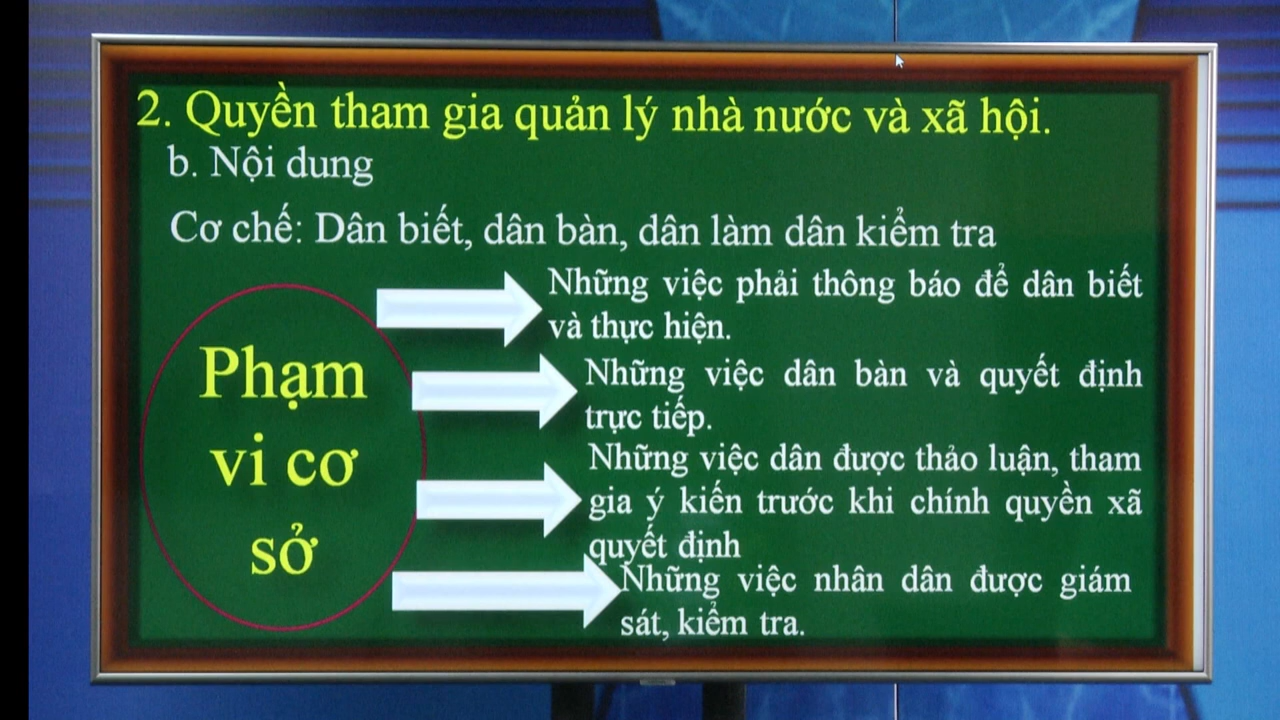 2. Quyền tham gia quản lý nhà nước và xã hội.
b. Nội dung
Cơ chế: Dân biết, dân bàn, dân làm dân kiểm tra
Phạm
vi cơ
sở
Những việc phải thông báo để dân biết
và thực hiện.
Những việc dân bàn và quyết định
trực tiếp.
Những việc dân được thảo luận, tham
gia ý kiến trước khi chính quyền xã
quyết định
Những việc nhân dân được giám
sát, kiểm tra.